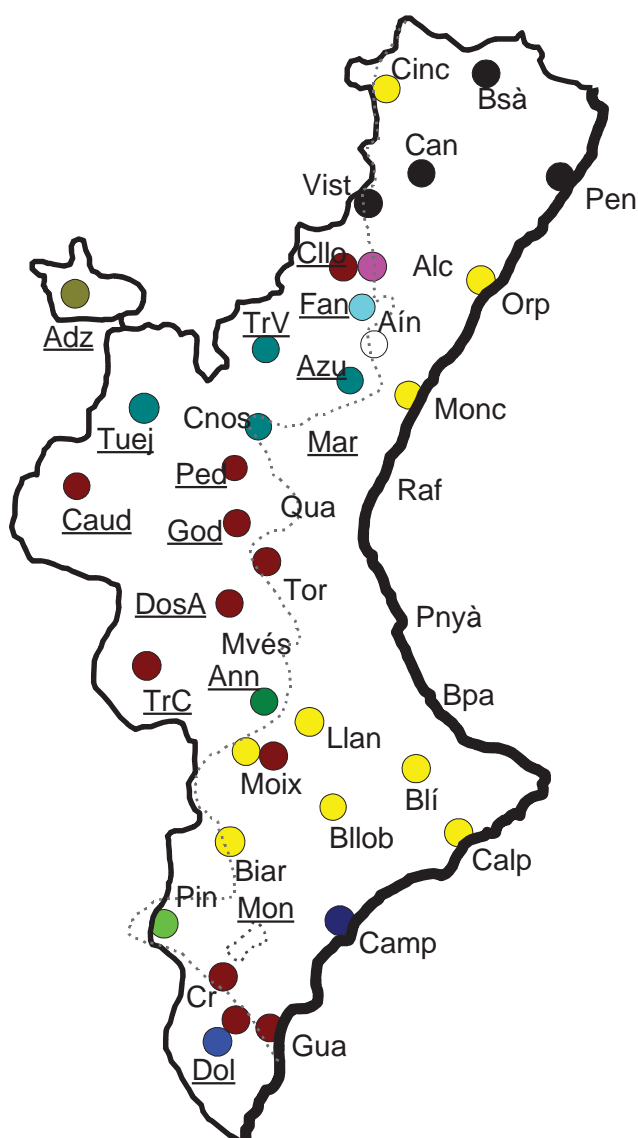 Cinc
Bsà
Can
Vist
Pen
Cllo
Alc
Fan
Orp
Aín
TrV
Adz
Azu
Monc
Cnos
Tuej
Mar
Ped
Qua
Raf
Caud
God
Tor
DosA
Pnyà
Mvés
Ann
TrC
Bpa
Llan
Moix
Blí
Bllob
Calp
Biar
Pin
Mon
Camp
Cr
Gua
Dol